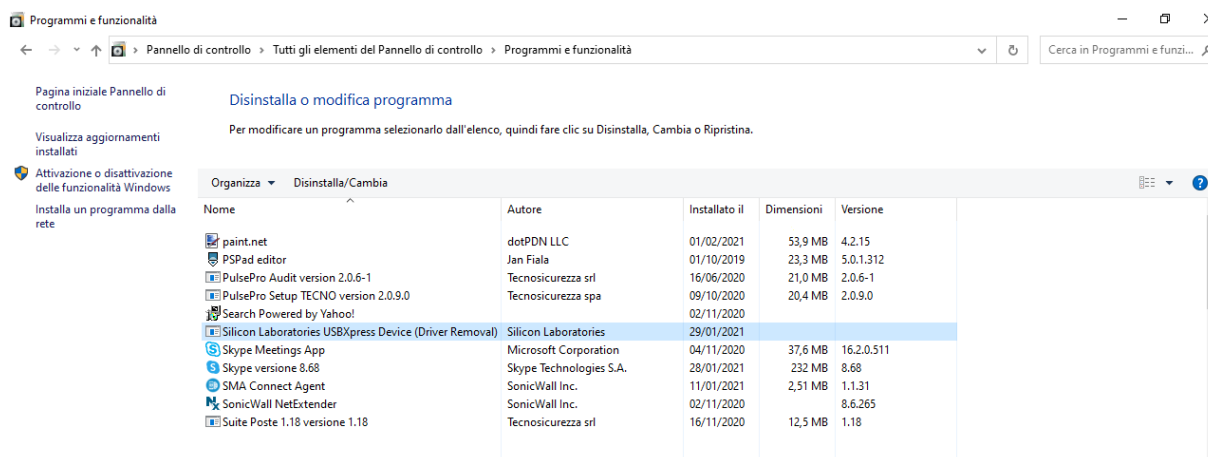 Programmi e funzionalità
Pannello di controllo > Tutti gli elementi del Pannello di controllo > Programmi e funzionalità
Cerca in Programmi e funzi...
Pagina iniziale Pannello di
controllo
Visualizza aggiornamenti
installati
Attivazione o disattivazione
delle funzionalità Windows
Installa un programma dalla
rete
Disinstalla o modifica programma
Per modificare un programma selezionarlo dall'elenco, quindi fare clic su Disinstalla, Cambia o Ripristina.
Organizza Disinstalla/Cambia
Nome Autore Installato il Dimensioni Versione
paint.net dotPDN LLC 01/02/2021 53,9 MB 4.2.15
PSPad editor Jan Fiala 01/10/2019 23,3 MB 5.0.1.312
PulsePro Audit version 2.0.6-1 Tecnosicurezza srl 16/06/2020 21,0 MB 2.0.6-1
PulsePro Setup TECNO version 2.0.9.0 Tecnosicurezza spa 09/10/2020 20,4 MB 2.0.9.0
Search Powered by Yahoo! 02/11/2020
Silicon Laboratories USBXpress Device (Driver Removal) Silicon Laboratories 29/01/2021
Skype Meetings App Microsoft Corporation 04/11/2020 37,6 MB 16.2.0.511
Skype versione 8.68 Skype Technologies S.A. 28/01/2021 232 MB 8.68
SMA Connect Agent SonicWall Inc. 11/01/2021 2,51 MB 1.1.31
SonicWall NetExtender SonicWall Inc. 02/11/2020 8.6.265
Suite Poste 1.18 versione 1.18 Tecnosicurezza srl 16/11/2020 12,5 MB 1.18